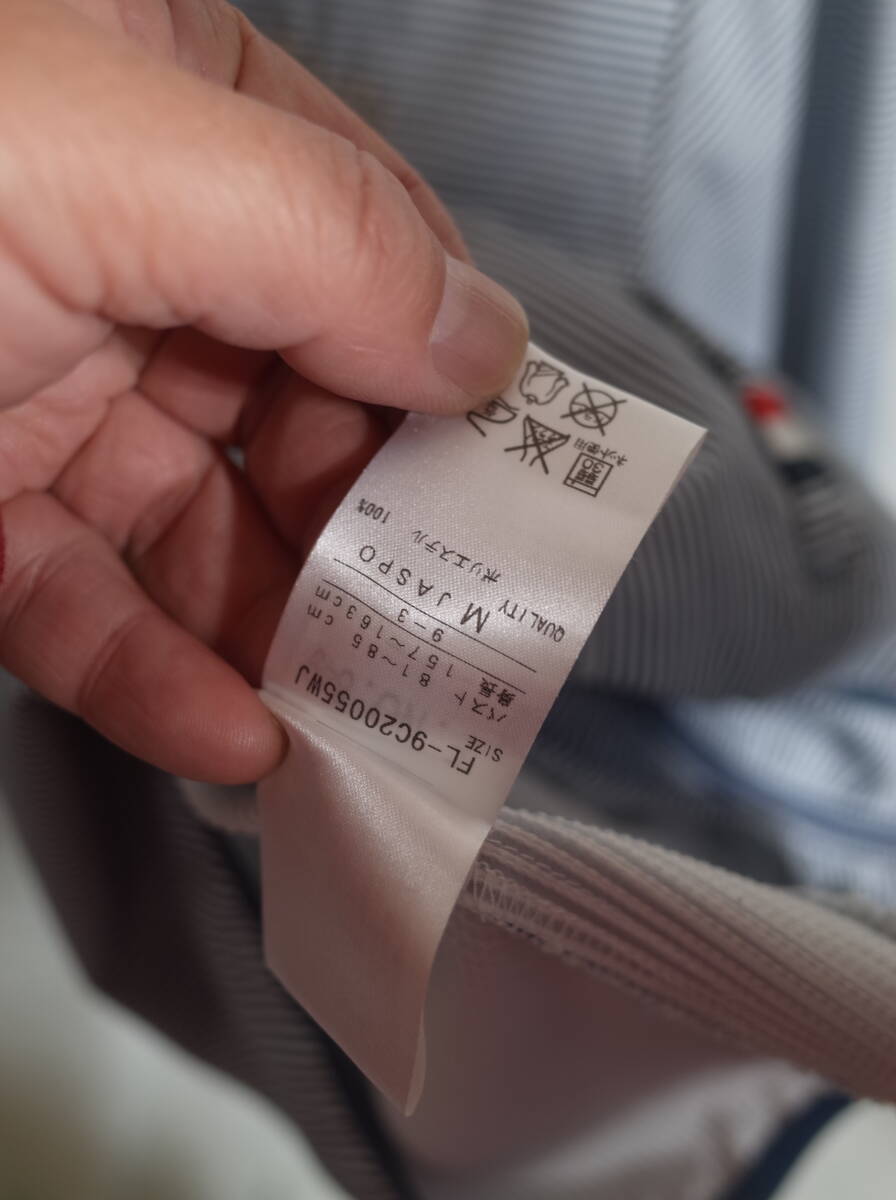 FL-9C20055WJ
SIZE
バスト 81～85 cm
身長 157～163cm
9-3
M JASPO
QUALITY
ポリエステル 100%
30
ネット使用